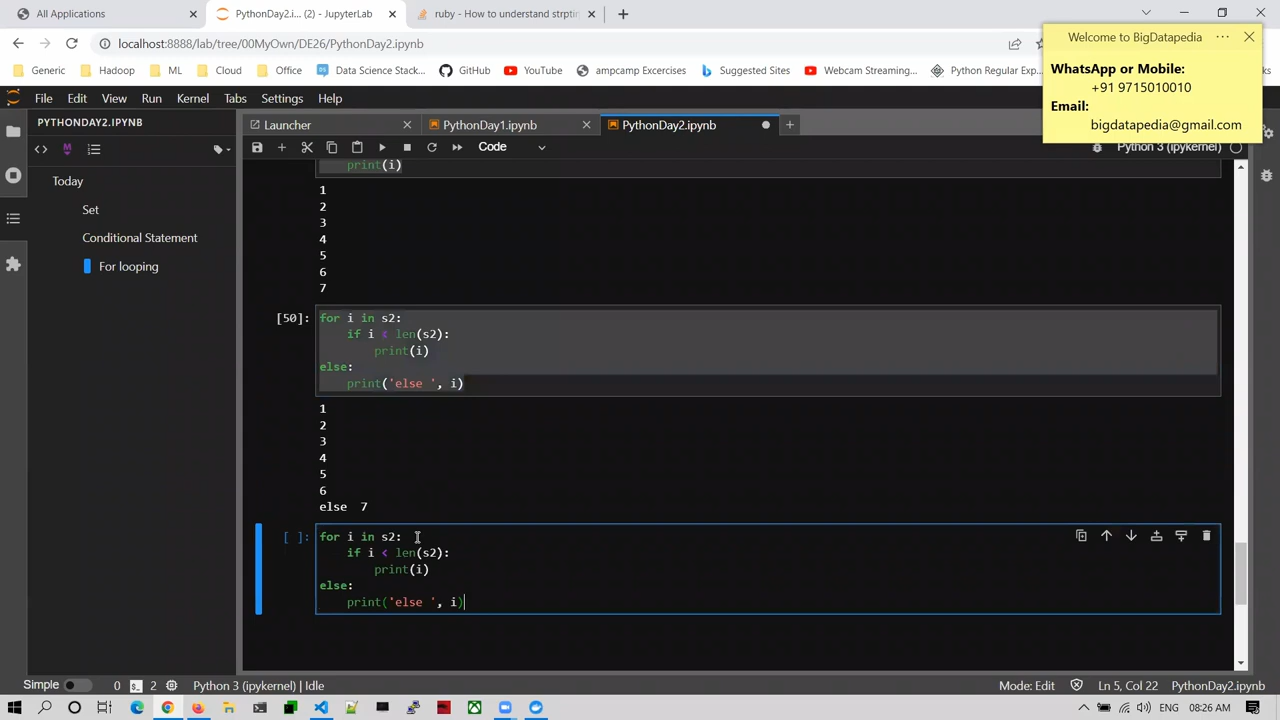 All Applications
PythonDay2.i... (2) - JupyterLab
ruby - How to understand strptin
localhost:8888/lab/tree/00MyOwn/DE26/PythonDay2.ipynb
Generic
Hadoop
ML
Cloud
Office
Data Science Stack...
GitHub
YouTube
ampcamp Excercises
Suggested Sites
Webcam Streaming...
Python Regular Exp...
Welcome to BigDatapedia
WhatsApp or Mobile:
+91 9715010010
Email:
bigdatapedia@gmail.com
File Edit View Run Kernel Tabs Settings Help
PYTHONDAY2.IPYNB
Launcher
PythonDay1.ipynb
PythonDay2.ipynb
Code
Python 3 (ipykernel)
Today
Set
Conditional Statement
For looping
print(i)
1
2
3
4
5
6
7
[50]:
for i in s2:
if i < len(s2):
print(i)
else:
print('else ', i)
1
2
3
4
5
6
else 7
[ ]:
for i in s2:
if i < len(s2):
print(i)
else:
print('else ', i)
Simple 0 2 Python 3 (ipykernel) | Idle
Mode: Edit Ln 5, Col 22 PythonDay2.ipynb
ENG 08:26 AM